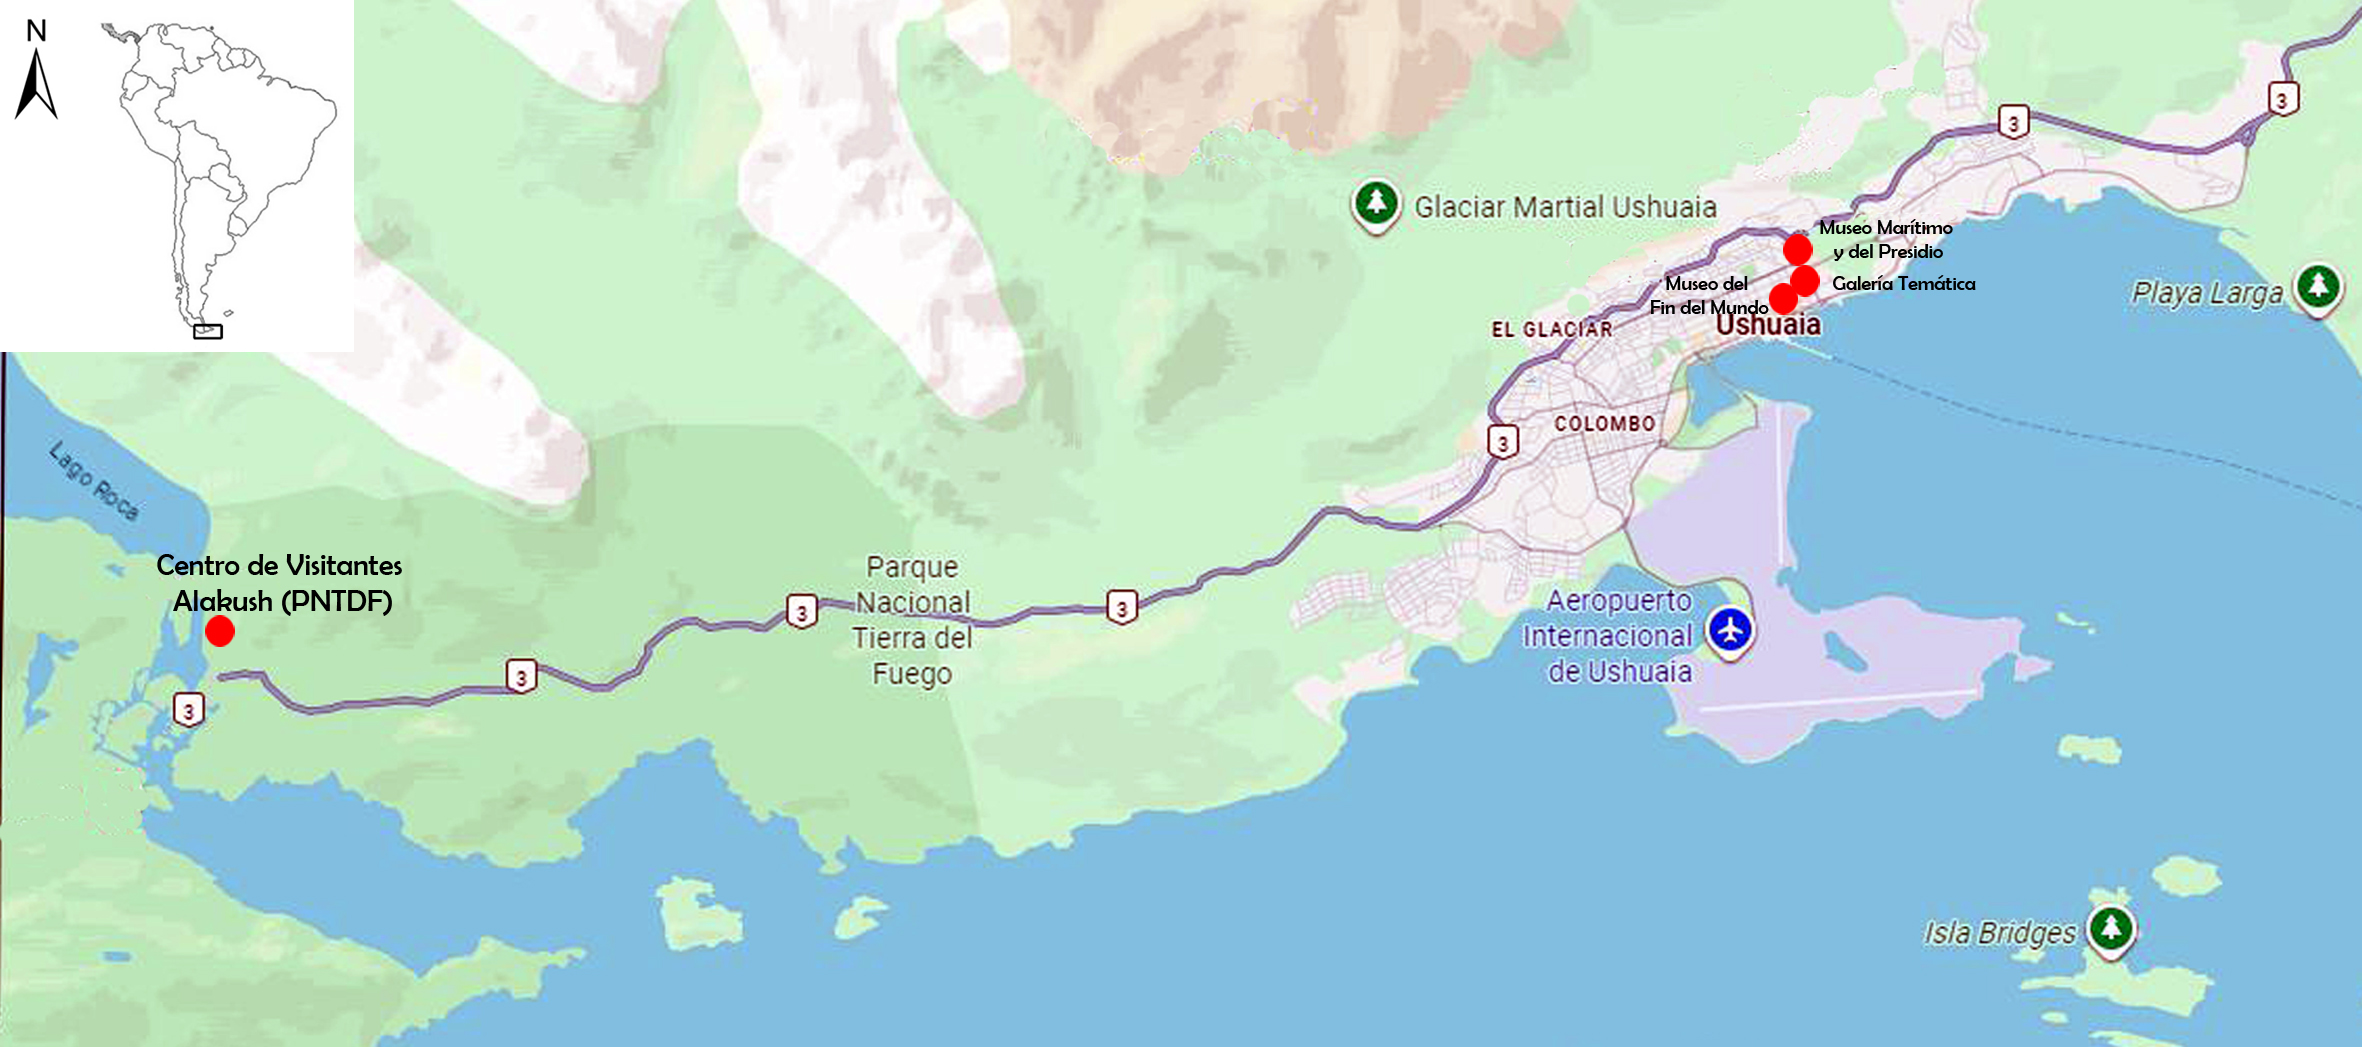 N
3
3
Glaciar Martial Ushuaia
Museo Marítimo
y del Presidio
Museo del
Fin del Mundo
Galería Temática
Playa Larga
Ushuaia
EL GLACIAR
COLOMBO
3
Lago Roca
Centro de Visitantes
Alakush (PNTDF)
Parque
Nacional
Tierra del
Fuego
3
3
3
3
Aeropuerto
Internacional
de Ushuaia
Isla Bridges